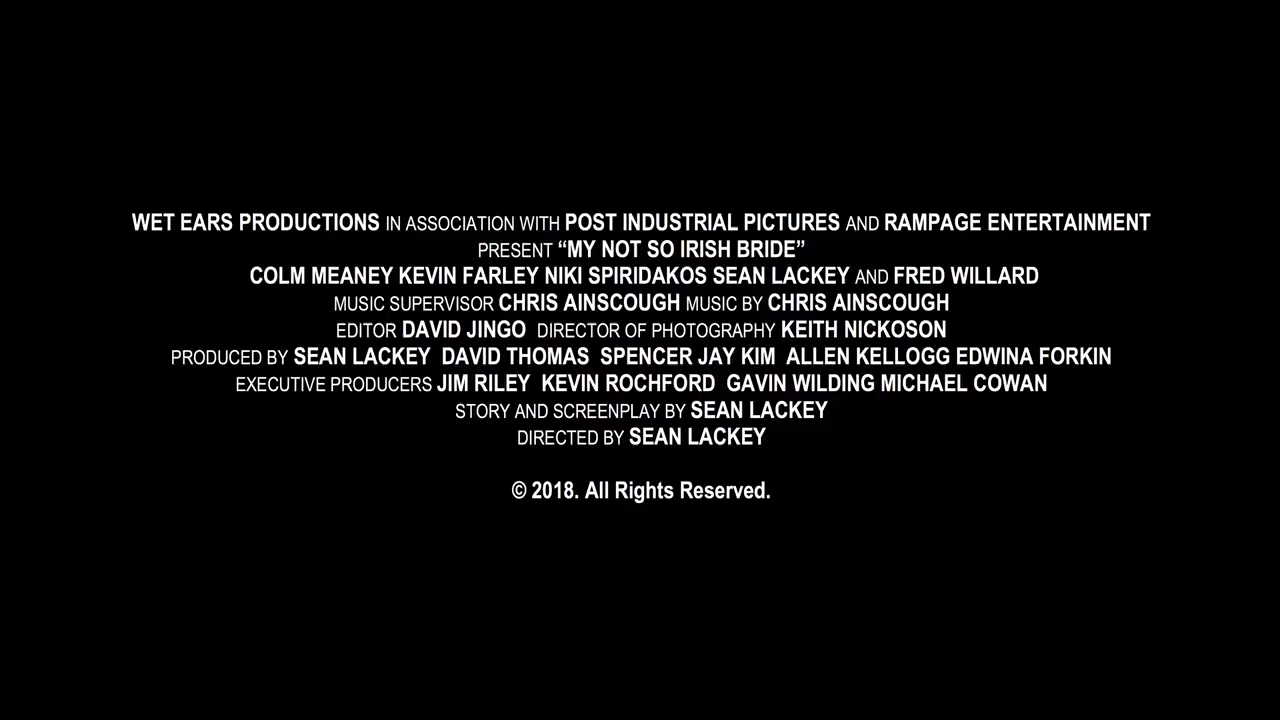 WET EARS PRODUCTIONS IN ASSOCIATION WITH POST INDUSTRIAL PICTURES AND RAMPAGE ENTERTAINMENT
PRESENT “MY NOT SO IRISH BRIDE”
COLM MEANEY KEVIN FARLEY NIKI SPIRIDAKOS SEAN LACKEY AND FRED WILLARD
MUSIC SUPERVISOR CHRIS AINSCOUGH MUSIC BY CHRIS AINSCOUGH
EDITOR DAVID JINGO DIRECTOR OF PHOTOGRAPHY KEITH NICKOSON
PRODUCED BY SEAN LACKEY DAVID THOMAS SPENCER JAY KIM ALLEN KELLOGG EDWINA FORKIN
EXECUTIVE PRODUCERS JIM RILEY KEVIN ROCHFORD GAVIN WILDING MICHAEL COWAN
STORY AND SCREENPLAY BY SEAN LACKEY
DIRECTED BY SEAN LACKEY
© 2018. All Rights Reserved.